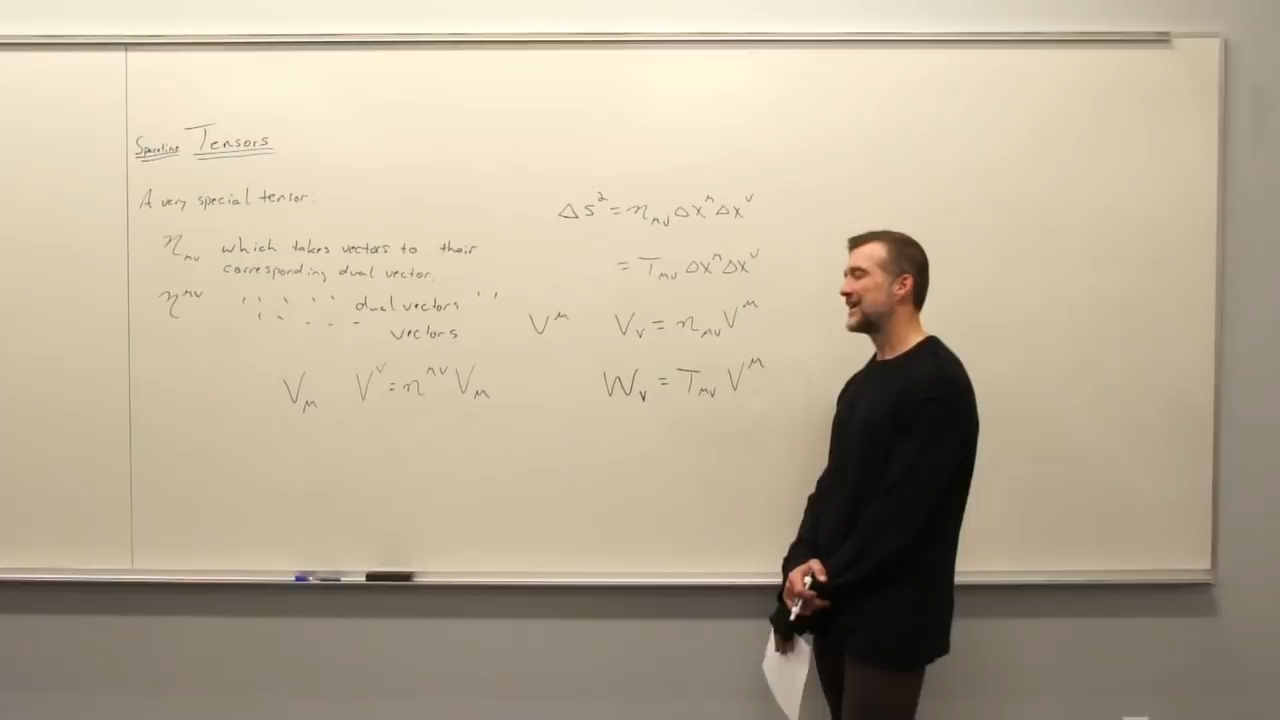 Spacetime Tensors
A very special tensor:
η_μν which takes vectors to their
corresponding dual vector.
η^μν " " " " dual vectors " "
" " " " vectors
V_μ V^ν = η^μν V_μ
Δs² = η_μν Δx^μ Δx^ν
= T_μν Δx^μ Δx^ν
V^μ V_ν = η_μν V^μ
W_ν = T_μν V^μ